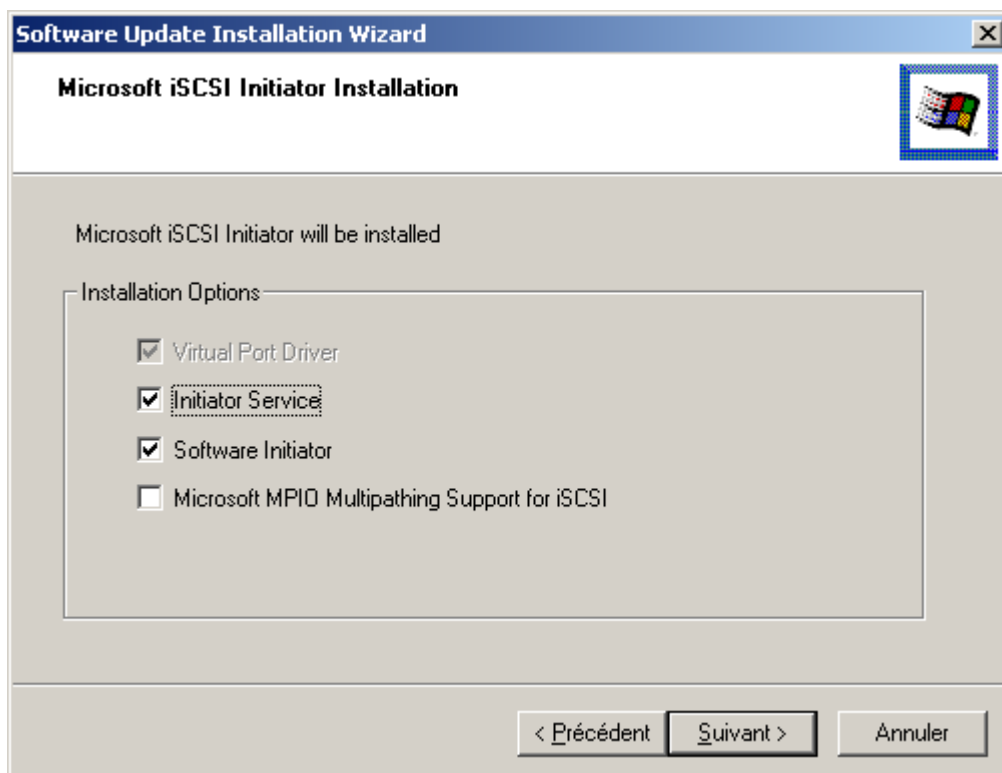 Software Update Installation Wizard
Microsoft iSCSI Initiator Installation
Microsoft iSCSI Initiator will be installed
Installation Options
Virtual Port Driver
Initiator Service
Software Initiator
Microsoft MPIO Multipathing Support for iSCSI
< Précédent Suivant > Annuler